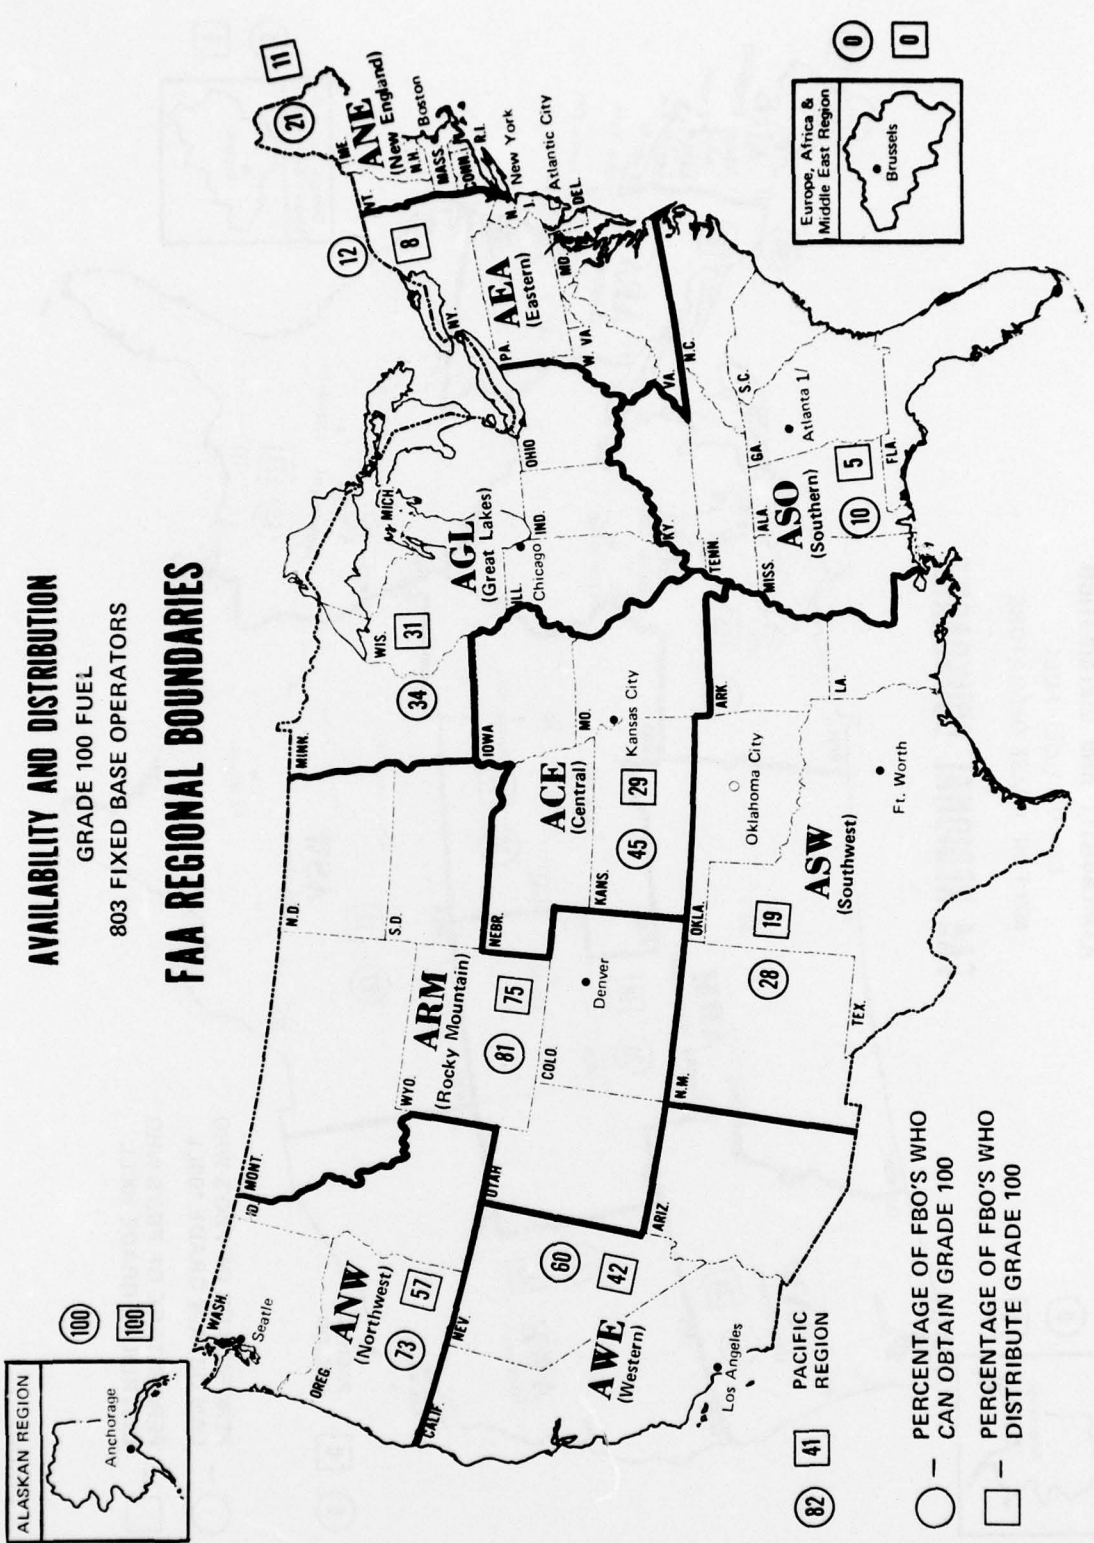 AVAILABILITY AND DISTRIBUTION
GRADE 100 FUEL
803 FIXED BASE OPERATORS
FAA REGIONAL BOUNDARIES
ALASKAN REGION
Anchorage
100
100
WASH.
Seatle
OREG.
ID.
MONT.
ANW
(Northwest)
73
57
CALIF.
NEV.
UTAH
60
42
AWE
(Western)
Los Angeles
ARIZ.
N.D.
S.D.
WYO.
ARM
(Rocky Mountain)
81
75
COLO.
Denver
NEBR.
MINN.
IOWA
ACE
(Central)
45
29
KANS.
MO.
Kansas City
N.M.
OKLA.
Oklahoma City
ARK.
28
19
ASW
(Southwest)
TEX.
Ft. Worth
LA.
WIS.
MICH
34
31
AGL
(Great Lakes)
ILL.
Chicago
IND.
OHIO
KY.
TENN.
MISS.
ALA.
GA.
S.C.
N.C.
VA.
ASO
(Southern)
10
5
Atlanta 1/
FLA.
12
8
NY.
PA.
AEA
(Eastern)
W. VA.
MD.
DEL.
N.J.
New York
Atlantic City
21
11
ME.
VT.
ANE
(New England)
N.H.
MASS.
Boston
CONN.
R.I.
Europe, Africa &
Middle East Region
Brussels
0
0
82
41
PACIFIC
REGION
– PERCENTAGE OF FBO'S WHO
CAN OBTAIN GRADE 100
– PERCENTAGE OF FBO'S WHO
DISTRIBUTE GRADE 100